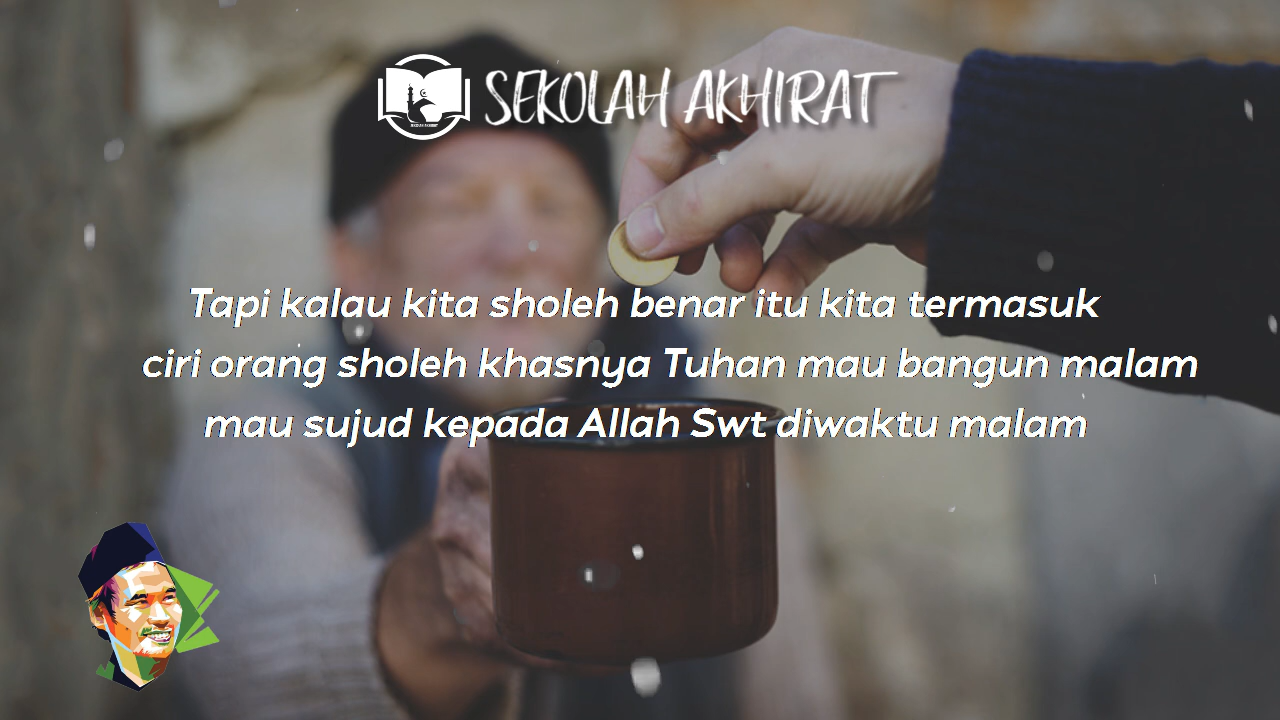 SEKOLAH AKHIRAT
Tapi kalau kita sholeh benar itu kita termasuk
ciri orang sholeh khasnya Tuhan mau bangun malam
mau sujud kepada Allah Swt diwaktu malam